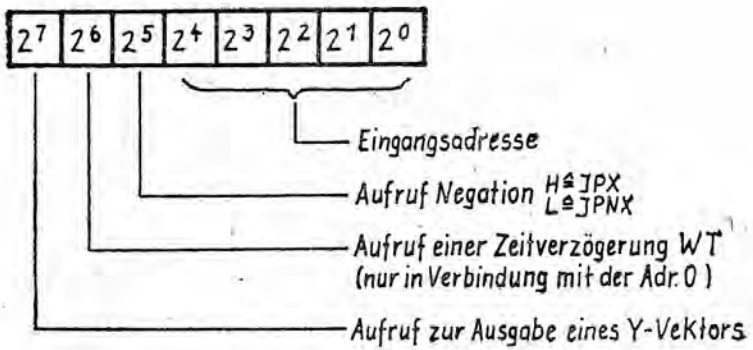 2⁷ 2⁶ 2⁵ 2⁴ 2³ 2² 2¹ 2⁰
Eingangsadresse
Aufruf Negation H≙JPX
L≙JPNX
Aufruf einer Zeitverzögerung WT
(nur in Verbindung mit der Adr. 0)
Aufruf zur Ausgabe eines Y-Vektors